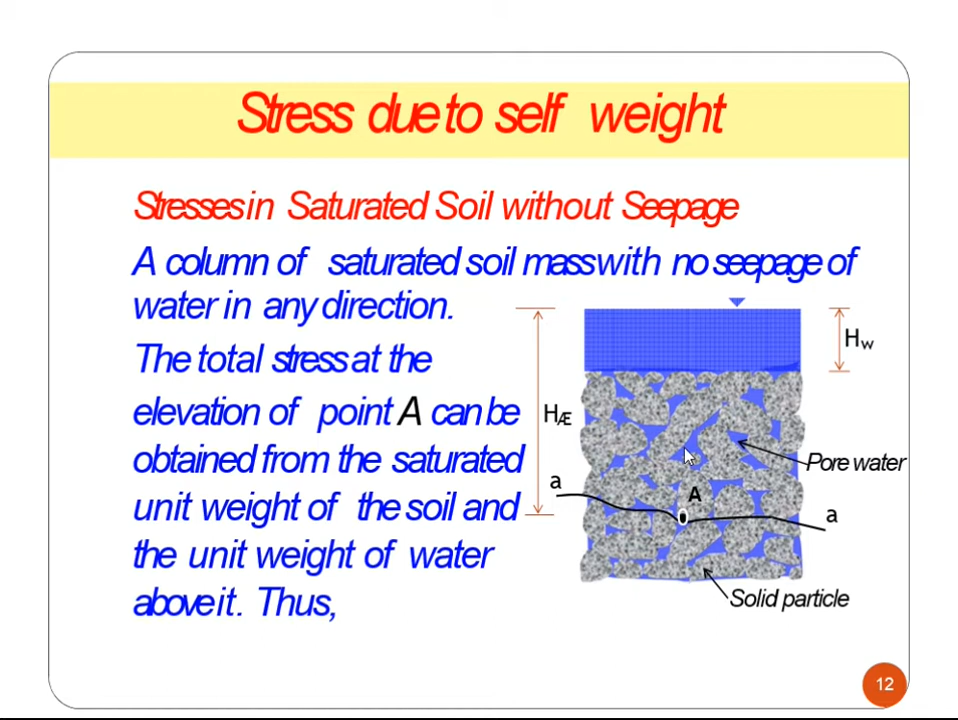 Stress due to self weight
Stresses in Saturated Soil without Seepage
A column of saturated soil mass with no seepage of
water in any direction.
The total stress at the
elevation of point A can be
obtained from the saturated
unit weight of the soil and
the unit weight of water
above it. Thus,
Hw
HÆ
Pore water
a
A
a
Solid particle
12